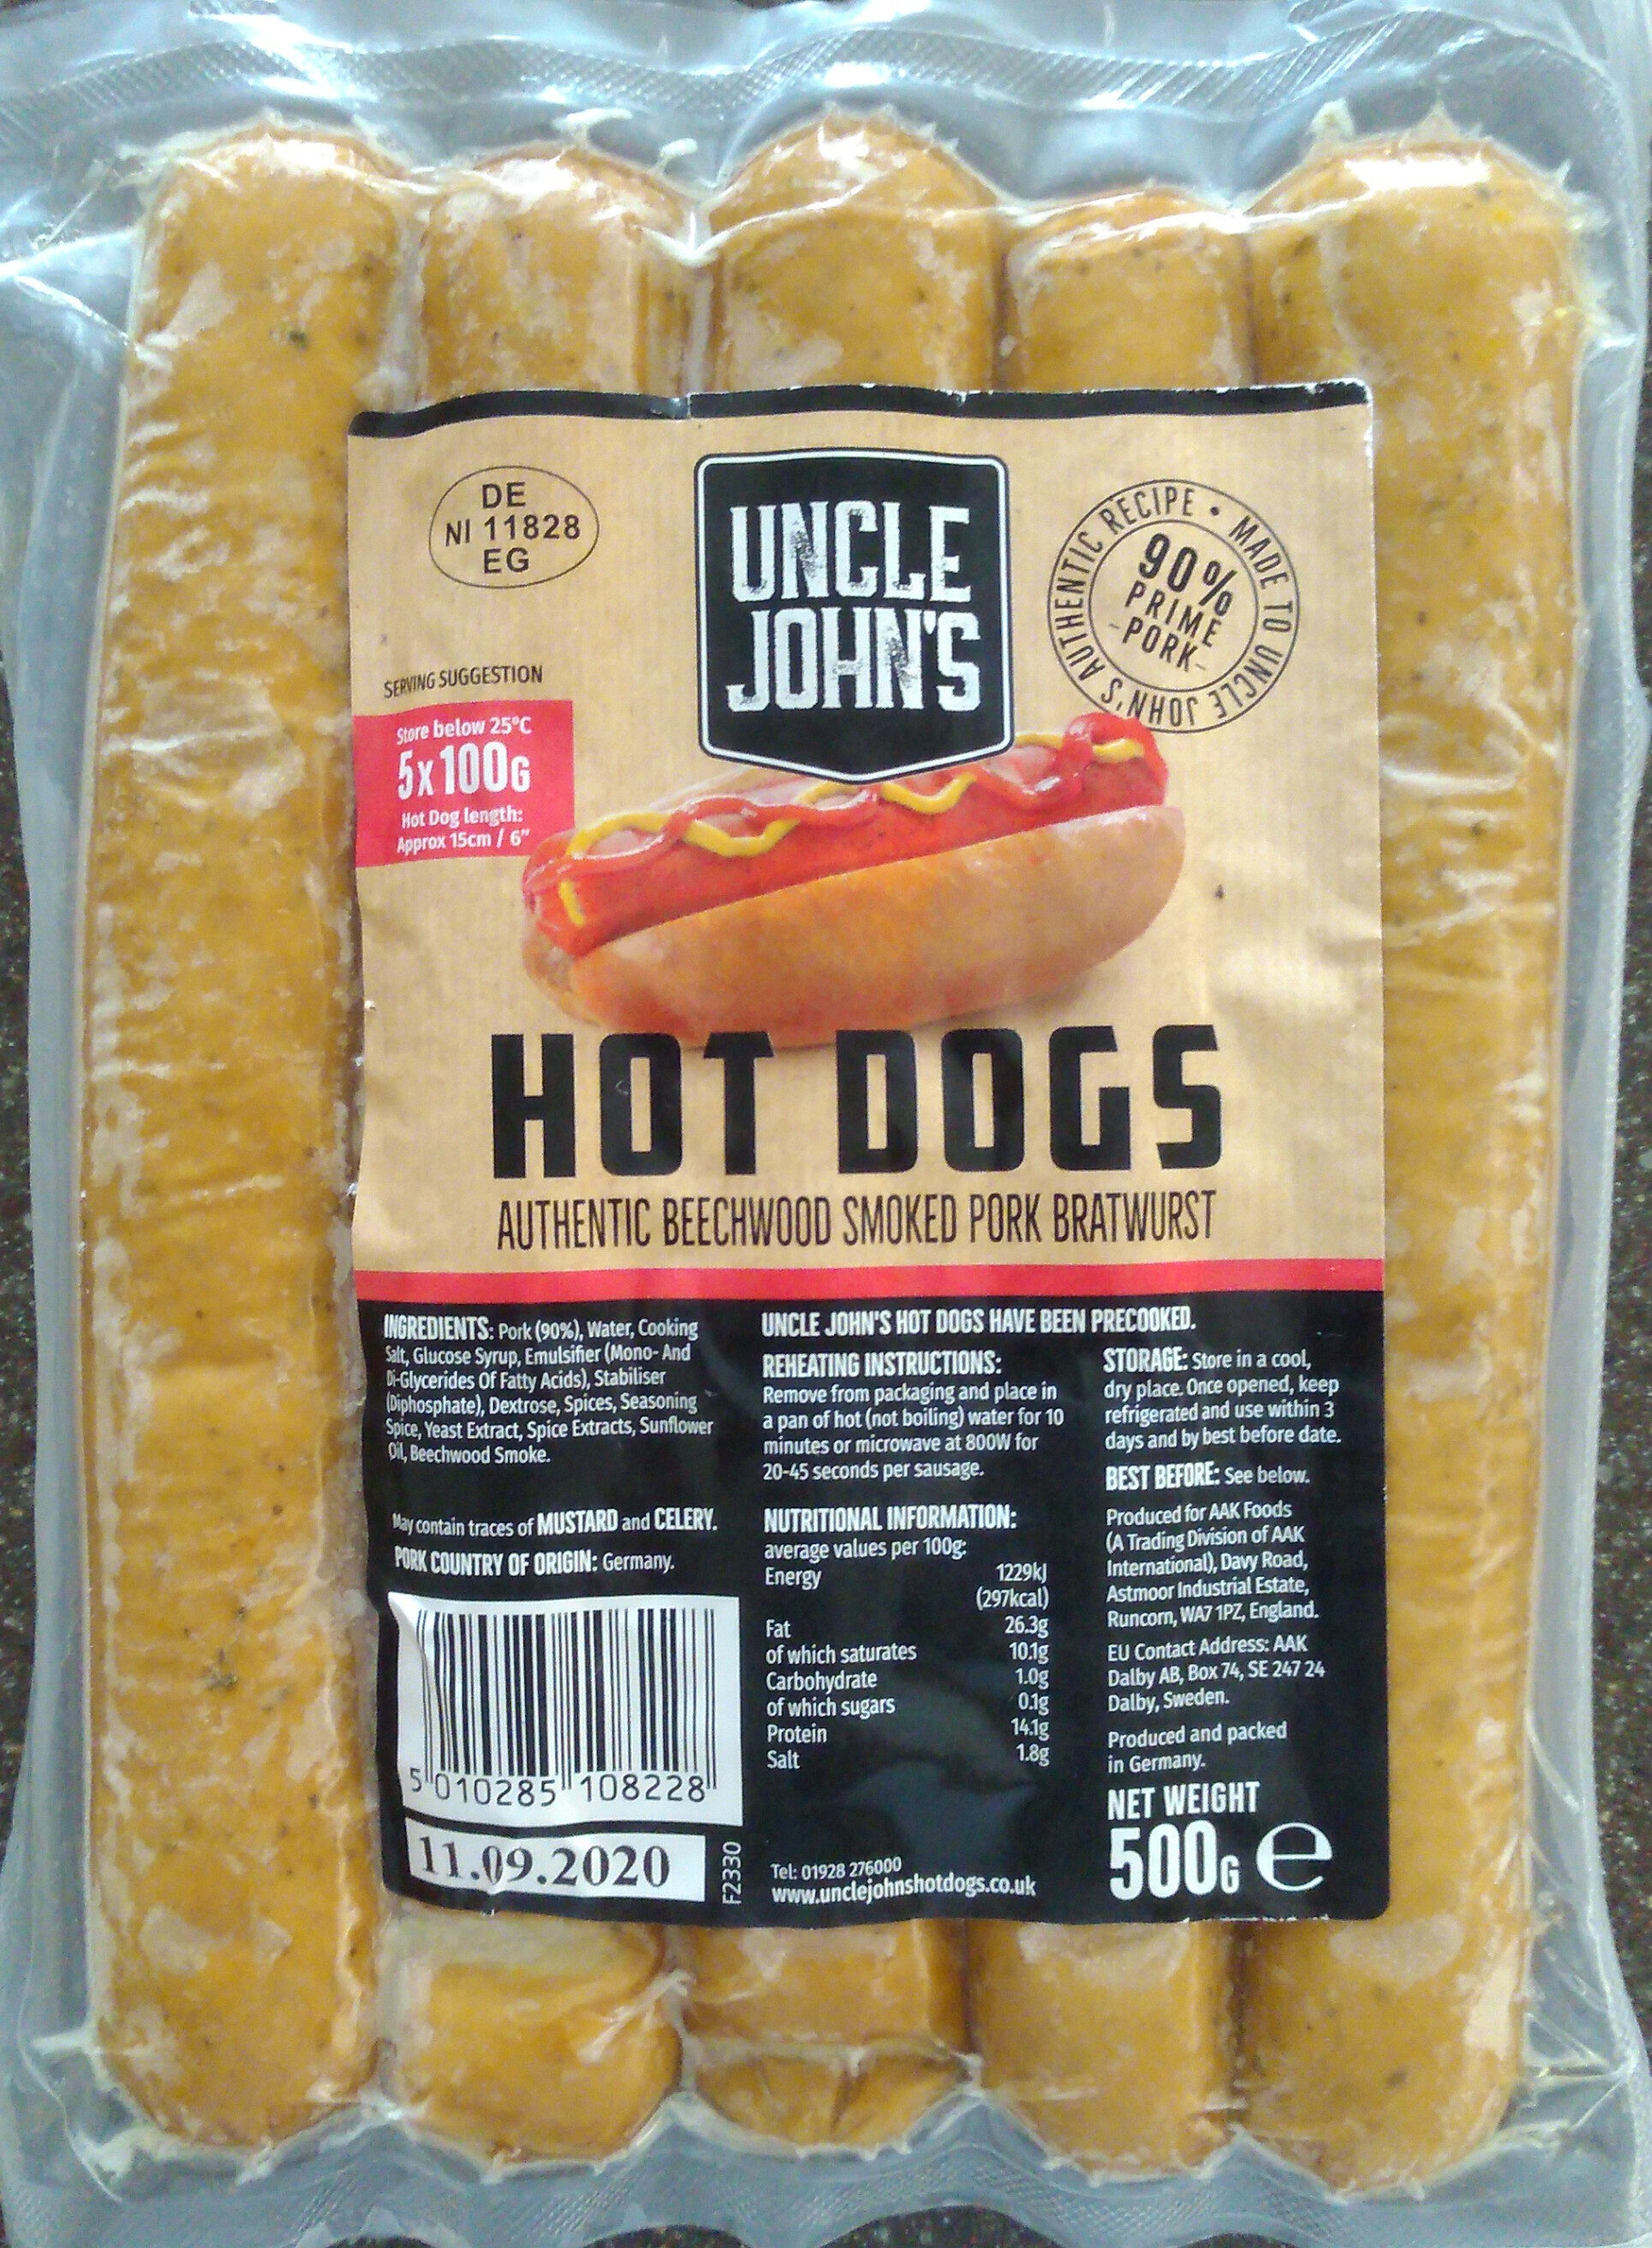 DE
NI 11828
EG
UNCLE
JOHN'S
MADE TO UNCLE JOHN'S AUTHENTIC RECIPE •
90%
PRIME
-PORK-
SERVING SUGGESTION
Store below 25°C
5x100G
Hot Dog length:
Approx 15cm / 6"
HOT DOGS
AUTHENTIC BEECHWOOD SMOKED PORK BRATWURST
INGREDIENTS: Pork (90%), Water, Cooking
Salt, Glucose Syrup, Emulsifier (Mono- And
Di-Glycerides Of Fatty Acids), Stabiliser
(Diphosphate), Dextrose, Spices, Seasoning
Spice, Yeast Extract, Spice Extracts, Sunflower
Oil, Beechwood Smoke.
May contain traces of MUSTARD and CELERY.
PORK COUNTRY OF ORIGIN: Germany.
5 010285 108228
11.09.2020
F2330
UNCLE JOHN'S HOT DOGS HAVE BEEN PRECOOKED.
REHEATING INSTRUCTIONS:
Remove from packaging and place in
a pan of hot (not boiling) water for 10
minutes or microwave at 800W for
20-45 seconds per sausage.
NUTRITIONAL INFORMATION:
average values per 100g:
Energy 1229kJ
(297kcal)
Fat 26.3g
of which saturates 10.1g
Carbohydrate 1.0g
of which sugars 0.1g
Protein 14.1g
Salt 1.8g
Tel: 01928 276000
www.unclejohnshotdogs.co.uk
STORAGE: Store in a cool,
dry place. Once opened, keep
refrigerated and use within 3
days and by best before date.
BEST BEFORE: See below.
Produced for AAK Foods
(A Trading Division of AAK
International), Davy Road,
Astmoor Industrial Estate,
Runcorn, WA7 1PZ, England.
EU Contact Address: AAK
Dalby AB, Box 74, SE 247 24
Dalby, Sweden.
Produced and packed
in Germany.
NET WEIGHT
500G e